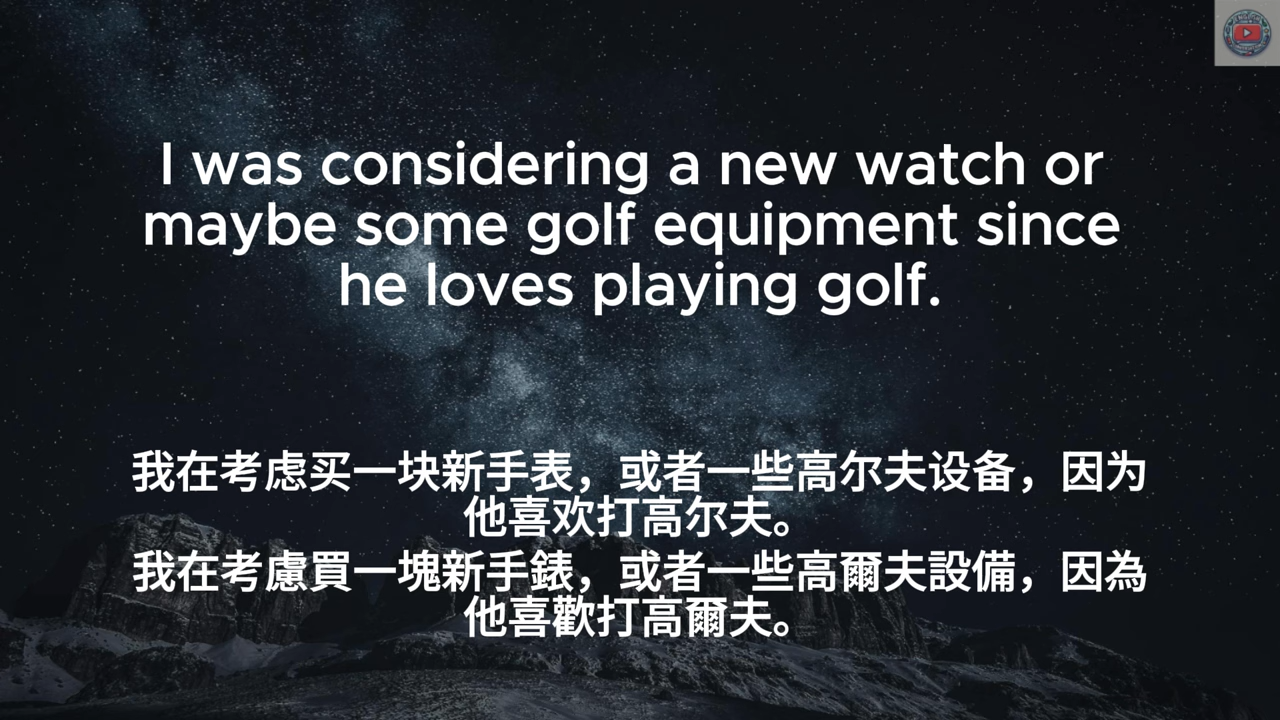 I was considering a new watch or
maybe some golf equipment since
he loves playing golf.
我在考虑买一块新手表，或者一些高尔夫设备，因为
他喜欢打高尔夫。
我在考慮買一塊新手錶，或者一些高爾夫設備，因為
他喜歡打高爾夫。